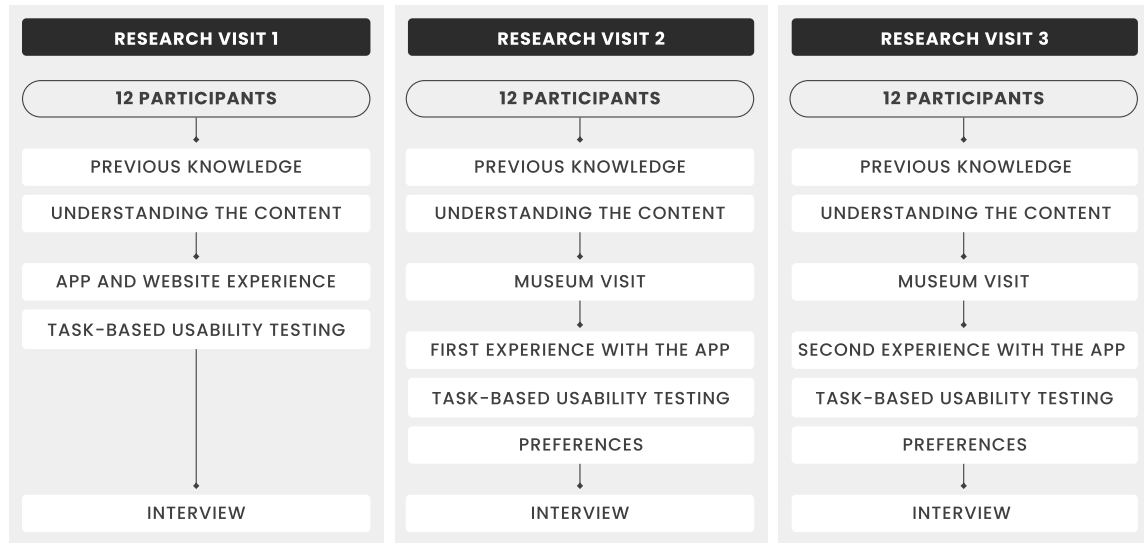 RESEARCH VISIT 1
12 PARTICIPANTS
PREVIOUS KNOWLEDGE
UNDERSTANDING THE CONTENT
APP AND WEBSITE EXPERIENCE
TASK-BASED USABILITY TESTING
INTERVIEW
RESEARCH VISIT 2
12 PARTICIPANTS
PREVIOUS KNOWLEDGE
UNDERSTANDING THE CONTENT
MUSEUM VISIT
FIRST EXPERIENCE WITH THE APP
TASK-BASED USABILITY TESTING
PREFERENCES
INTERVIEW
RESEARCH VISIT 3
12 PARTICIPANTS
PREVIOUS KNOWLEDGE
UNDERSTANDING THE CONTENT
MUSEUM VISIT
SECOND EXPERIENCE WITH THE APP
TASK-BASED USABILITY TESTING
PREFERENCES
INTERVIEW